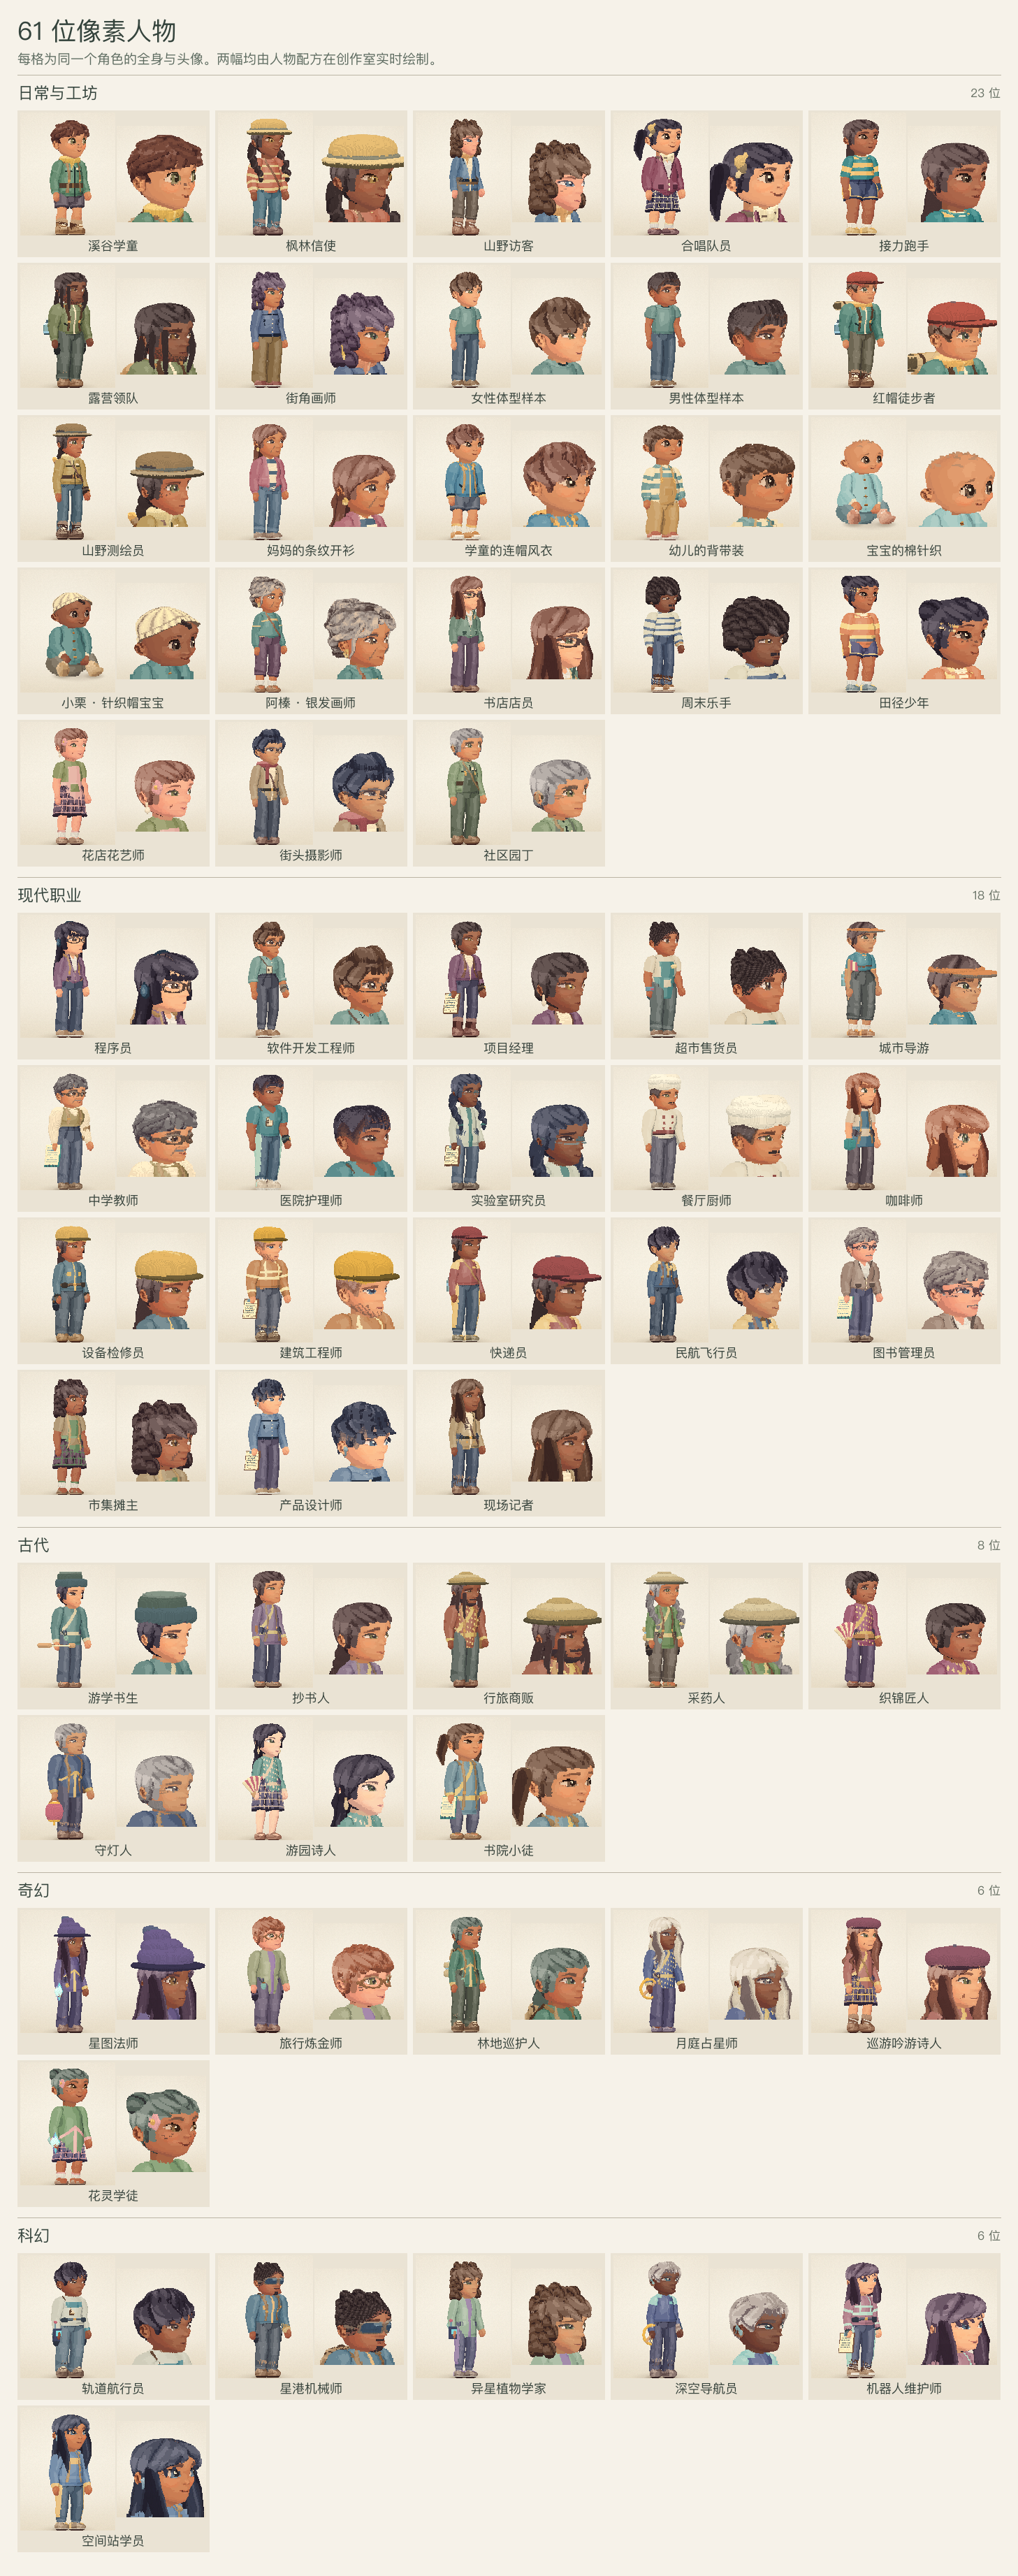 61 位像素人物
每格为同一个角色的全身与头像。两幅均由人物配方在创作室实时绘制。
日常与工坊 23 位
溪谷学童 枫林信使 山野访客 合唱队员 接力跑手
露营领队 街角画师 女性体型样本 男性体型样本 红帽徒步者
山野测绘员 妈妈的条纹开衫 学童的连帽风衣 幼儿的背带装 宝宝的棉针织
小栗 · 针织帽宝宝 阿榛 · 银发画师 书店店员 周末乐手 田径少年
花店花艺师 街头摄影师 社区园丁
现代职业 18 位
程序员 软件开发工程师 项目经理 超市售货员 城市导游
中学教师 医院护理师 实验室研究员 餐厅厨师 咖啡师
设备检修员 建筑工程师 快递员 民航飞行员 图书管理员
市集摊主 产品设计师 现场记者
古代 8 位
游学书生 抄书人 行旅商贩 采药人 织锦匠人
守灯人 游园诗人 书院小徒
奇幻 6 位
星图法师 旅行炼金师 林地巡护人 月庭占星师 巡游吟游诗人
花灵学徒
科幻 6 位
轨道航行员 星港机械师 异星植物学家 深空导航员 机器人维护师
空间站学员